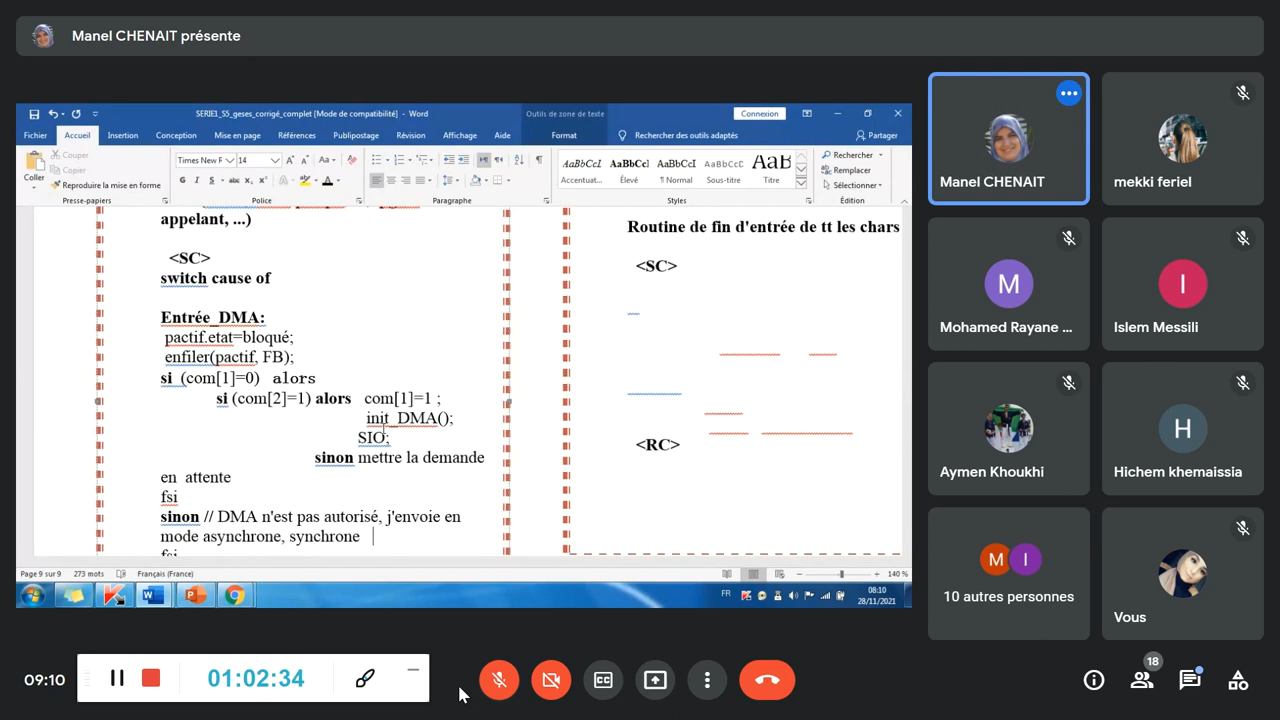 Manel CHENAIT présente
SERIE1_S5_geses_corrigé_complet [Mode de compatibilité] - Word
Outils de zone de texte
Connexion
Fichier Accueil Insertion Conception Mise en page Références Publipostage Révision Affichage Aide Format Rechercher des outils adaptés Partager
Coller
Couper
Copier
Reproduire la mise en forme
Presse-papiers
Times New F 14
G I S abc x₂ x²
Police
Paragraphe
AaBbCcI AaBbCc AaBbCcI AaBbCcI AaB
Accentuat... Élevé ¶ Normal Sous-titre Titre
Styles
Rechercher
Remplacer
Sélectionner
Édition
appelant, ...)
<SC>
switch cause of
Entrée_DMA:
pactif.etat=bloqué;
enfiler(pactif, FB);
si (com[1]=0) alors
si (com[2]=1) alors com[1]=1 ;
init_DMA();
SIO;
sinon mettre la demande
en attente
fsi
sinon // DMA n'est pas autorisé, j'envoie en
mode asynchrone, synchrone
fsi
Routine de fin d'entrée de tt les chars
<SC>
<RC>
Page 9 sur 9 273 mots Français (France) 140 %
FR
08:10
28/11/2021
Manel CHENAIT
mekki feriel
M
Mohamed Rayane ...
I
Islem Messili
Aymen Khoukhi
H
Hichem khemaissia
M I
10 autres personnes
Vous
09:10
01:02:34
18